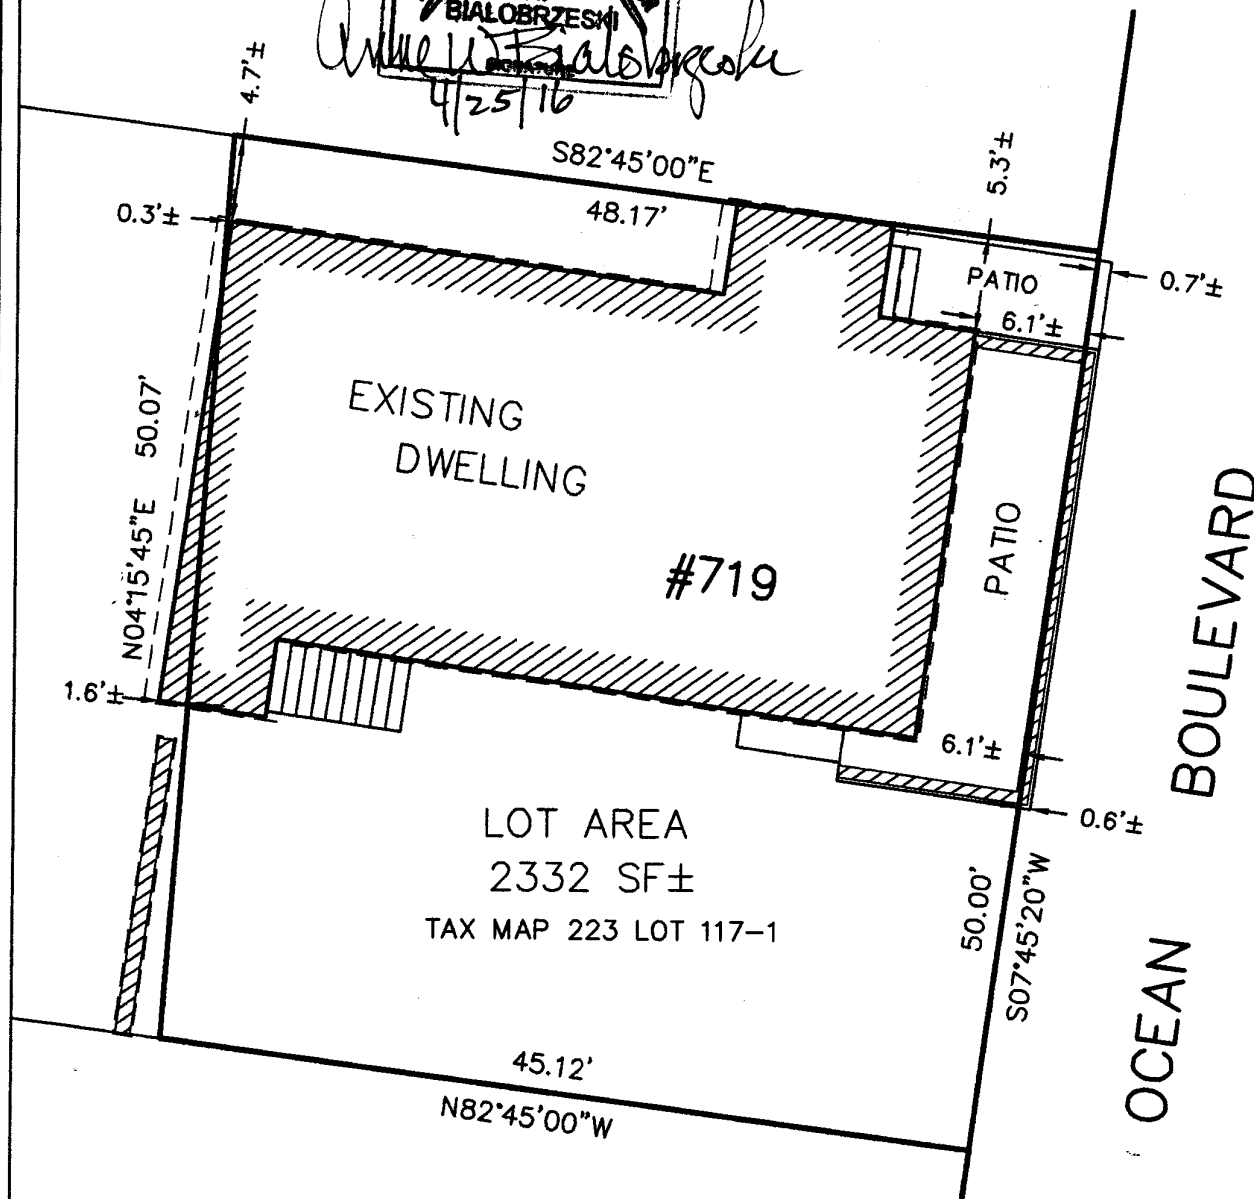 BIALOBRZESKI
SIGNATURE
4/25/16
4.7'±
S82°45'00"E
48.17'
5.3'±
0.3'±
PATIO
0.7'±
6.1'±
EXISTING
DWELLING
#719
N04°15'45"E 50.07'
PATIO
1.6'±
6.1'±
0.6'±
LOT AREA
2332 SF±
TAX MAP 223 LOT 117-1
50.00'
S07°45'20"W
45.12'
N82°45'00"W
OCEAN BOULEVARD